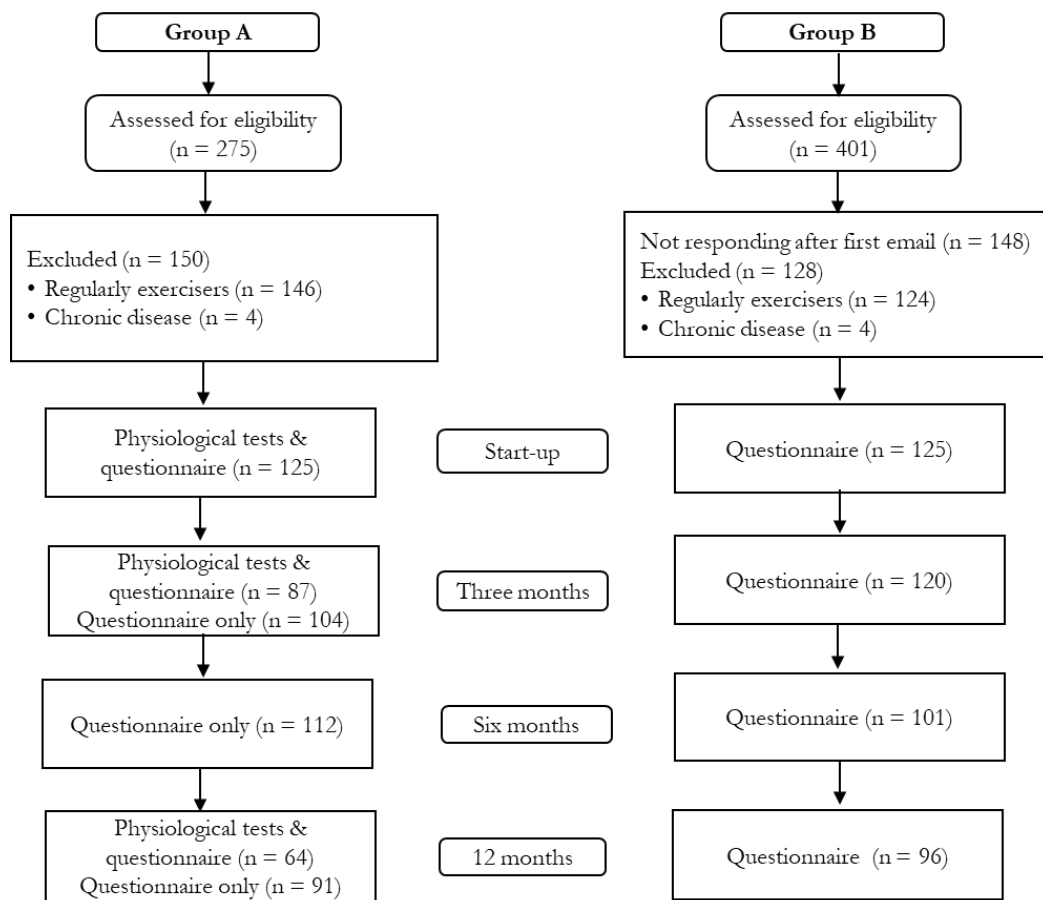 Group A
Assessed for eligibility
(n = 275)
Excluded (n = 150)
• Regularly exercisers (n = 146)
• Chronic disease (n = 4)
Physiological tests &
questionnaire (n = 125)
Physiological tests &
questionnaire (n = 87)
Questionnaire only (n = 104)
Questionnaire only (n = 112)
Physiological tests &
questionnaire (n = 64)
Questionnaire only (n = 91)
Start-up
Three months
Six months
12 months
Group B
Assessed for eligibility
(n = 401)
Not responding after first email (n = 148)
Excluded (n = 128)
• Regularly exercisers (n = 124)
• Chronic disease (n = 4)
Questionnaire (n = 125)
Questionnaire (n = 120)
Questionnaire (n = 101)
Questionnaire (n = 96)